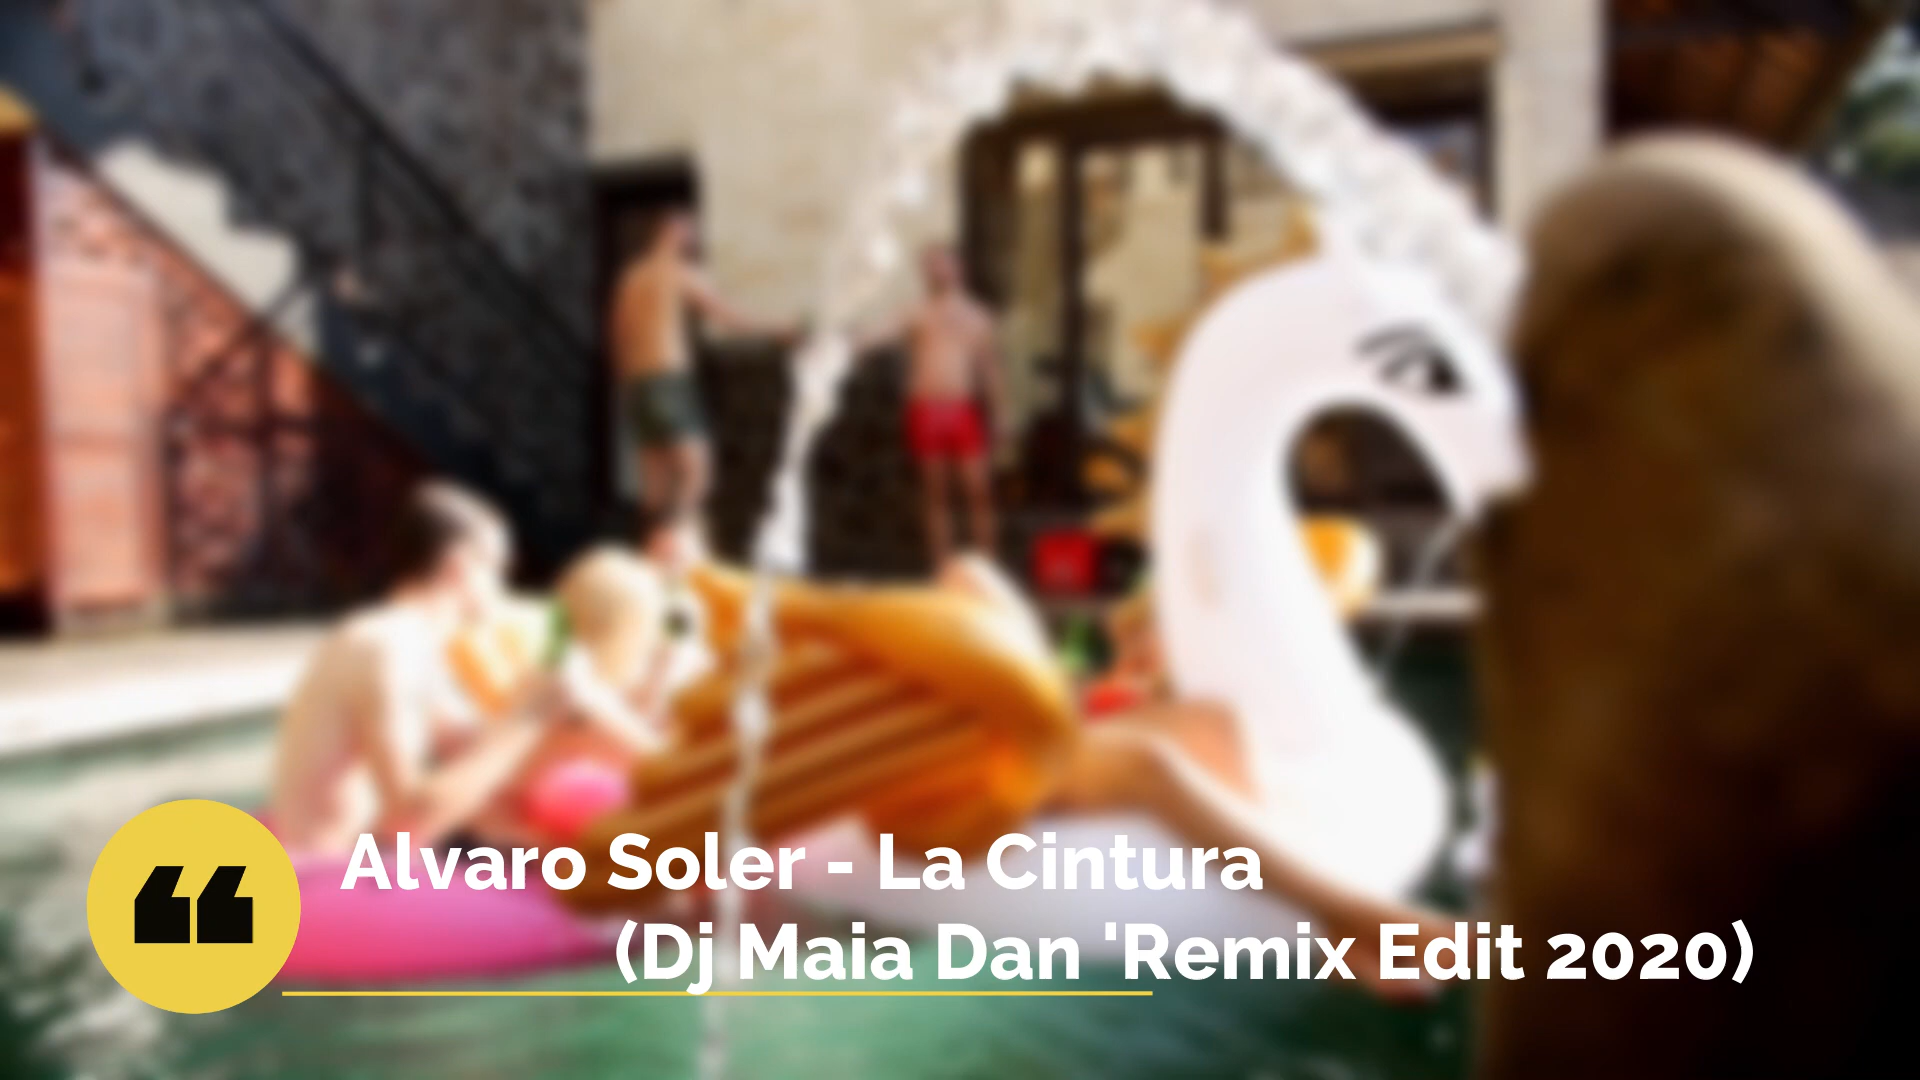 Alvaro Soler - La Cintura
(Dj Maia Dan 'Remix Edit 2020)